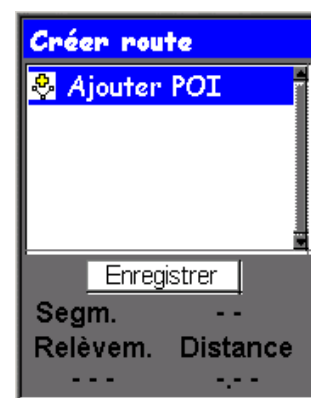 Créer route
Ajouter POI
Enregistrer
Segm. - -
Relèvem. Distance
- - - -.- -